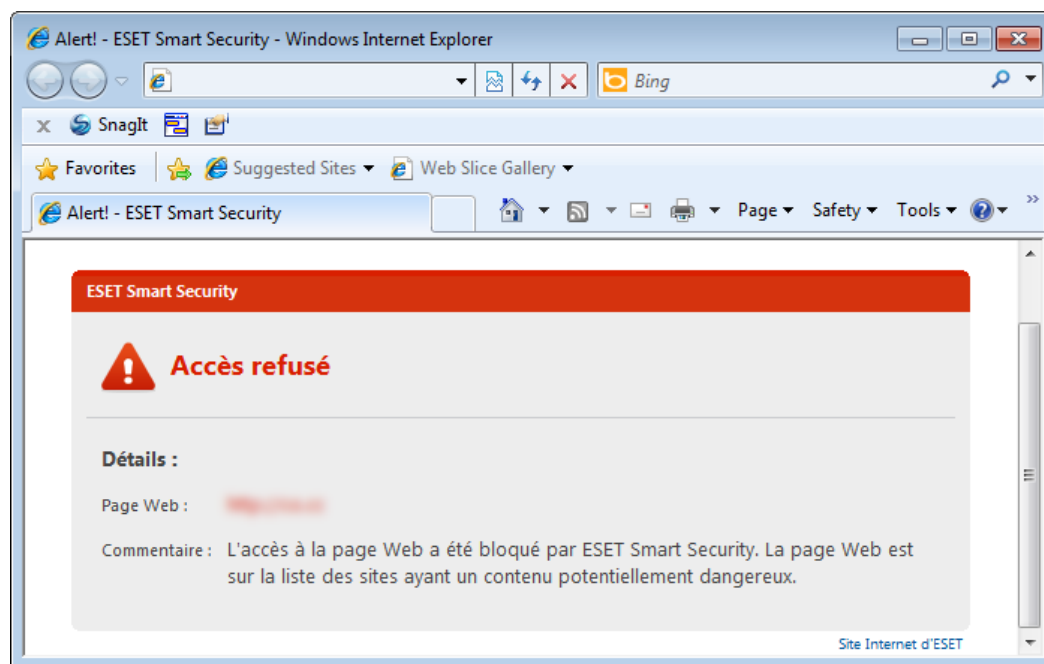 Alert! - ESET Smart Security - Windows Internet Explorer
Bing
x SnagIt
Favorites Suggested Sites Web Slice Gallery
Alert! - ESET Smart Security Page Safety Tools »
ESET Smart Security
Accès refusé
Détails :
Page Web :
Commentaire : L'accès à la page Web a été bloqué par ESET Smart Security. La page Web est
sur la liste des sites ayant un contenu potentiellement dangereux.
Site Internet d'ESET